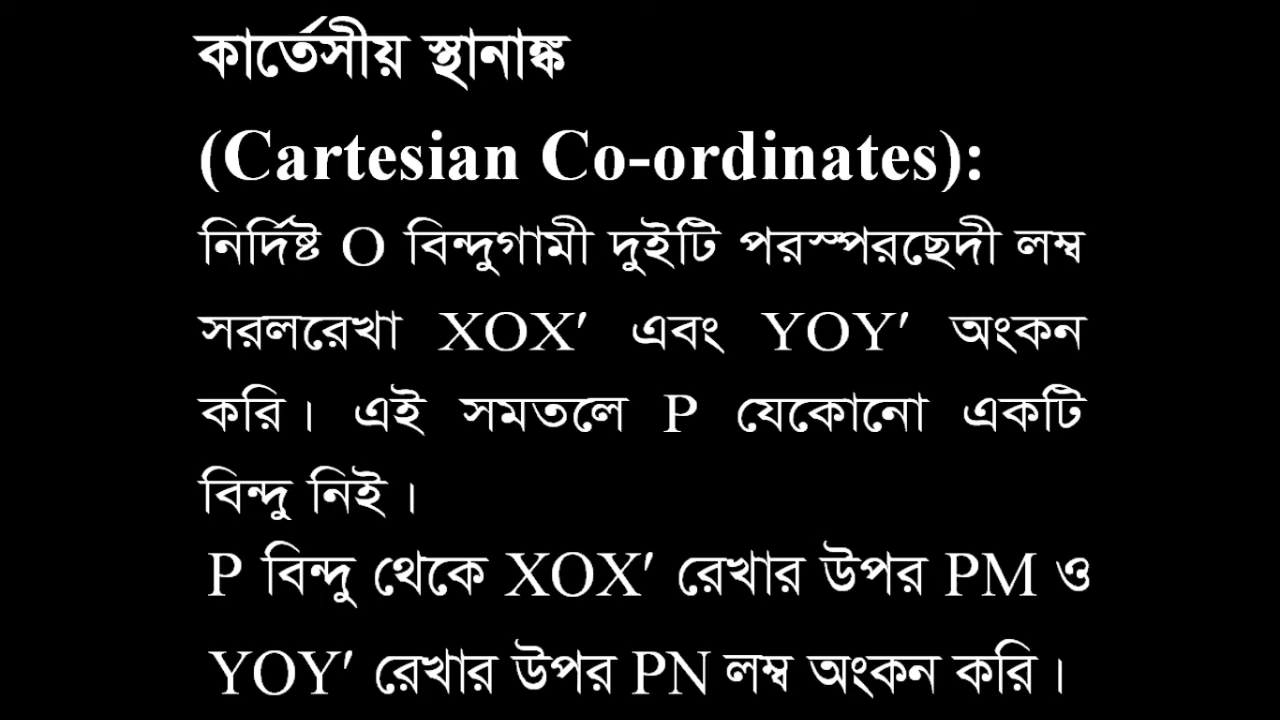 কার্তেসীয় স্থানাঙ্ক
(Cartesian Co-ordinates):
নির্দিষ্ট O বিন্দুগামী দুইটি পরস্পরছেদী লম্ব
সরলরেখা XOX′ এবং YOY′ অংকন
করি। এই সমতলে P যেকোনো একটি
বিন্দু নিই।
P বিন্দু থেকে XOX′ রেখার উপর PM ও
YOY′ রেখার উপর PN লম্ব অংকন করি।